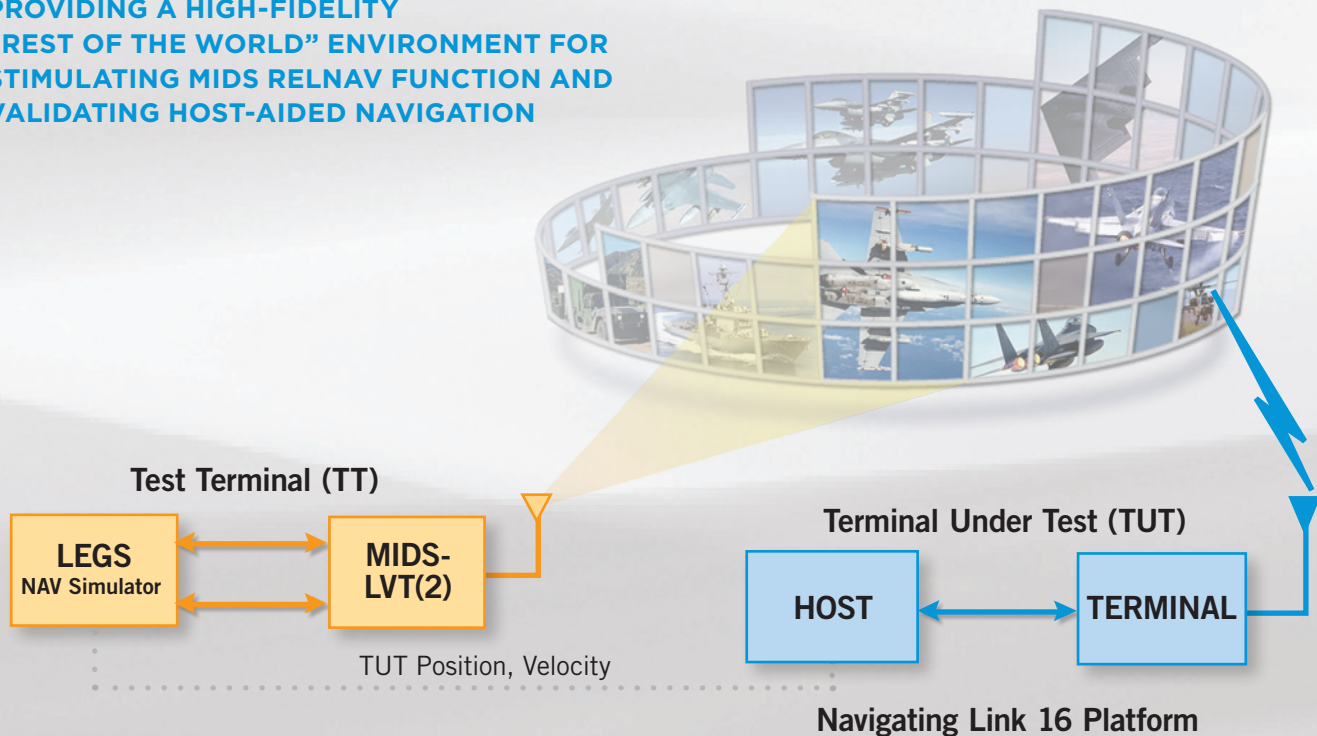 PROVIDING A HIGH-FIDELITY
REST OF THE WORLD” ENVIRONMENT FOR
STIMULATING MIDS RELNAV FUNCTION AND
VALIDATING HOST-AIDED NAVIGATION
Test Terminal (TT)
LEGS
NAV Simulator
MIDS-
LVT(2)
TUT Position, Velocity
Terminal Under Test (TUT)
HOST
TERMINAL
Navigating Link 16 Platform